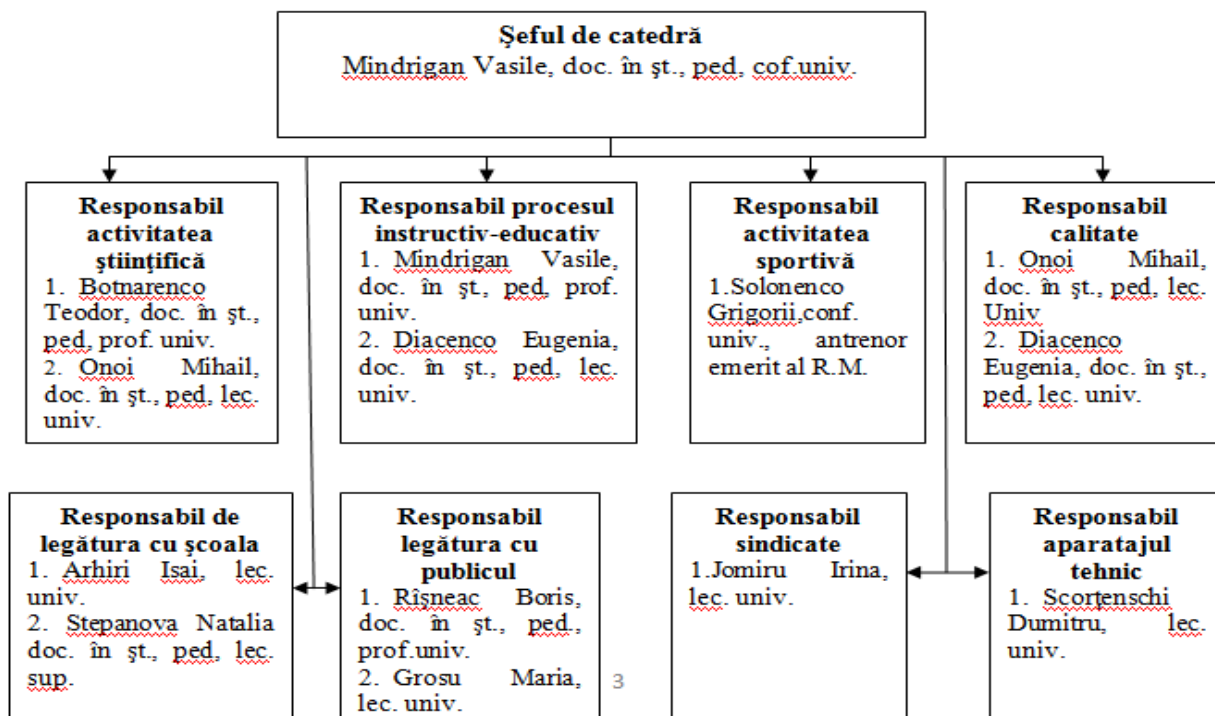 Şeful de catedră
Mindrigan Vasile, doc. în şt., ped, cof.univ.
Responsabil
activitatea
ştiinţifică
1. Botnarenco
Teodor, doc. în şt.,
ped, prof. univ.
2. Onoi Mihail,
doc. în şt., ped, lec.
univ.
Responsabil procesul
instructiv-educativ
1. Mindrigan Vasile,
doc. în şt., ped, prof.
univ.
2. Diacenco Eugenia,
doc. în şt., ped, lec.
univ.
Responsabil
activitatea
sportivă
1.Solonenco
Grigorii,conf.
univ., antrenor
emerit al R.M.
Responsabil
calitate
1. Onoi Mihail,
doc. în şt., ped, lec.
Univ
2. Diacenco
Eugenia, doc. în şt.,
ped, lec. univ.
Responsabil de
legătura cu şcoala
1. Arhiri Isai, lec.
univ.
2. Stepanova Natalia
doc. în şt., ped, lec.
sup.
Responsabil
legătura cu
publicul
1. Rîşneac Boris,
doc. în şt., ped.,
prof.univ.
2. Grosu Maria,
lec. univ.
3
Responsabil
sindicate
1.Jomiru Irina,
lec. univ.
Responsabil
aparatajul
tehnic
1. Scorţenschi
Dumitru, lec.
univ.